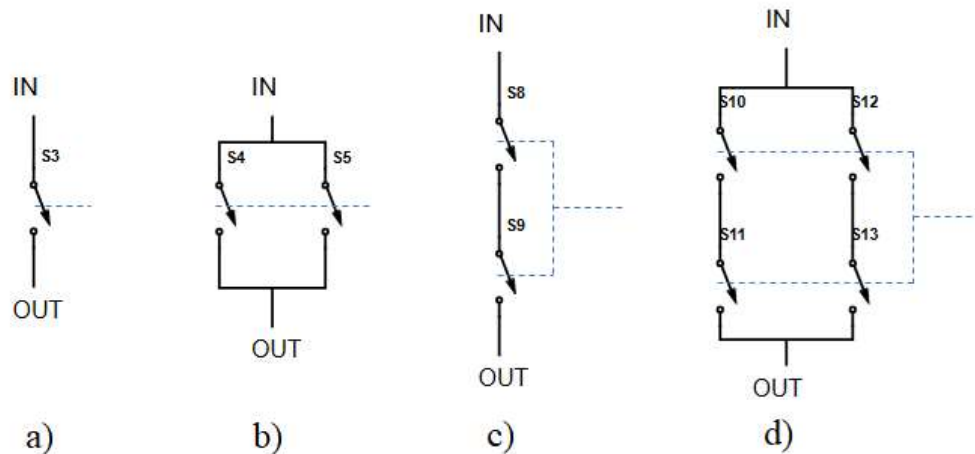 IN
S3
OUT
a)
IN
S4
S5
OUT
b)
IN
S8
S9
OUT
c)
IN
S10
S12
S11
S13
OUT
d)